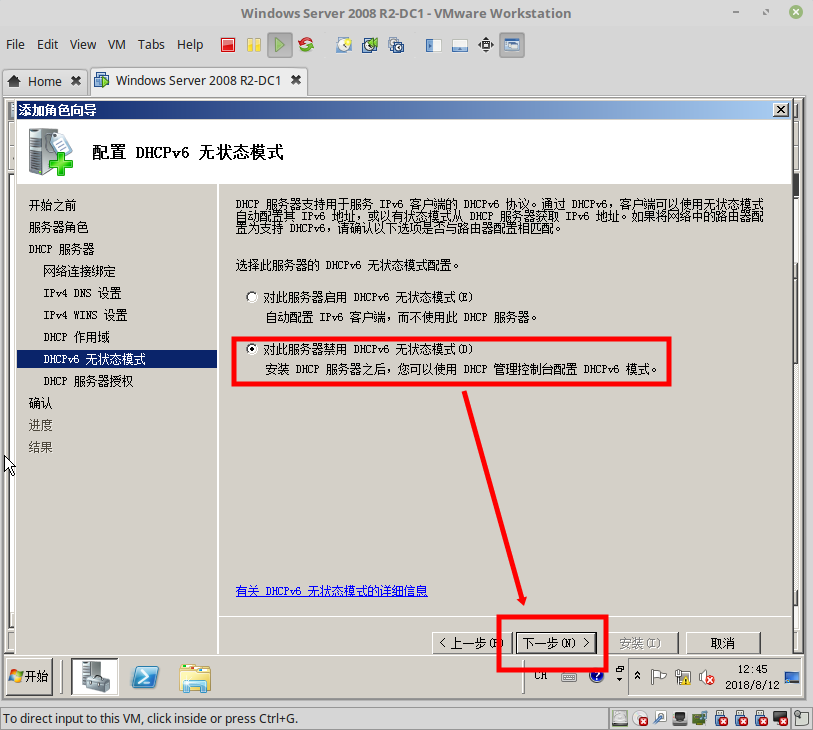 Windows Server 2008 R2-DC1 - VMware Workstation
File Edit View VM Tabs Help
Home Windows Server 2008 R2-DC1
添加角色向导
配置 DHCPv6 无状态模式
开始之前
服务器角色
DHCP 服务器
网络连接绑定
IPv4 DNS 设置
IPv4 WINS 设置
DHCP 作用域
DHCPv6 无状态模式
DHCP 服务器授权
确认
进度
结果
DHCP 服务器支持用于服务 IPv6 客户端的 DHCPv6 协议。通过 DHCPv6，客户端可以使用无状态模式
自动配置其 IPv6 地址，或以有状态模式从 DHCP 服务器获取 IPv6 地址。如果将网络中的路由器配
置为支持 DHCPv6，请确认以下选项是否与路由器配置相匹配。
选择此服务器的 DHCPv6 无状态模式配置。
对此服务器启用 DHCPv6 无状态模式(E)
自动配置 IPv6 客户端，而不使用此 DHCP 服务器。
对此服务器禁用 DHCPv6 无状态模式(D)
安装 DHCP 服务器之后，您可以使用 DHCP 管理控制台配置 DHCPv6 模式。
有关 DHCPv6 无状态模式的详细信息
< 上一步(P) 下一步(N) > 安装(I) 取消
开始 CH 12:45
2018/8/12
To direct input to this VM, click inside or press Ctrl+G.